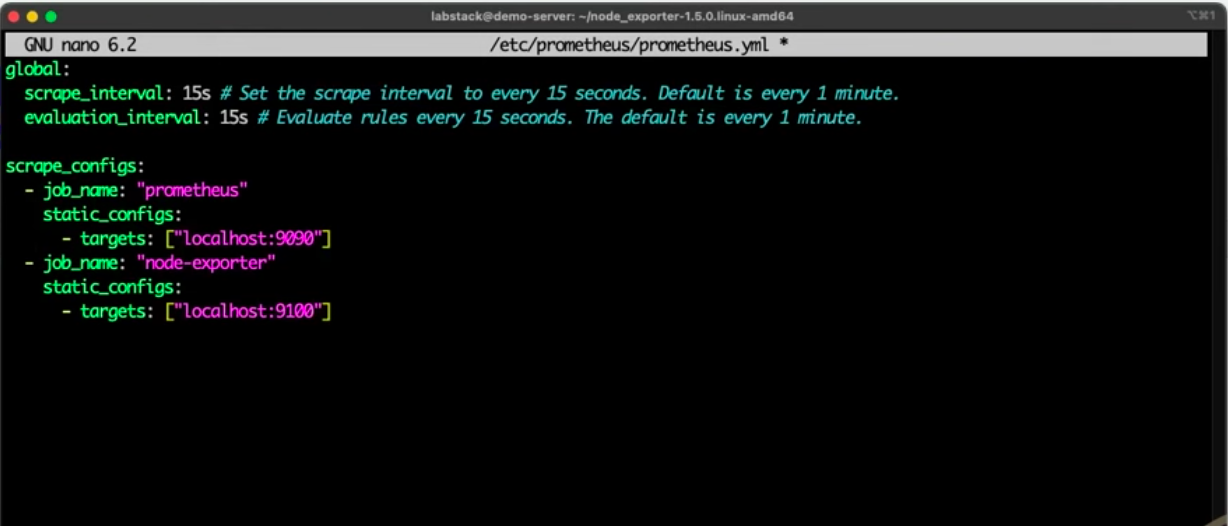 labstack@demo-server: ~/node_exporter-1.5.0.linux-amd64
⌥⌘1
GNU nano 6.2 /etc/prometheus/prometheus.yml *
global:
  scrape_interval: 15s # Set the scrape interval to every 15 seconds. Default is every 1 minute.
  evaluation_interval: 15s # Evaluate rules every 15 seconds. The default is every 1 minute.

scrape_configs:
  - job_name: "prometheus"
    static_configs:
      - targets: ["localhost:9090"]
  - job_name: "node-exporter"
    static_configs:
      - targets: ["localhost:9100"]